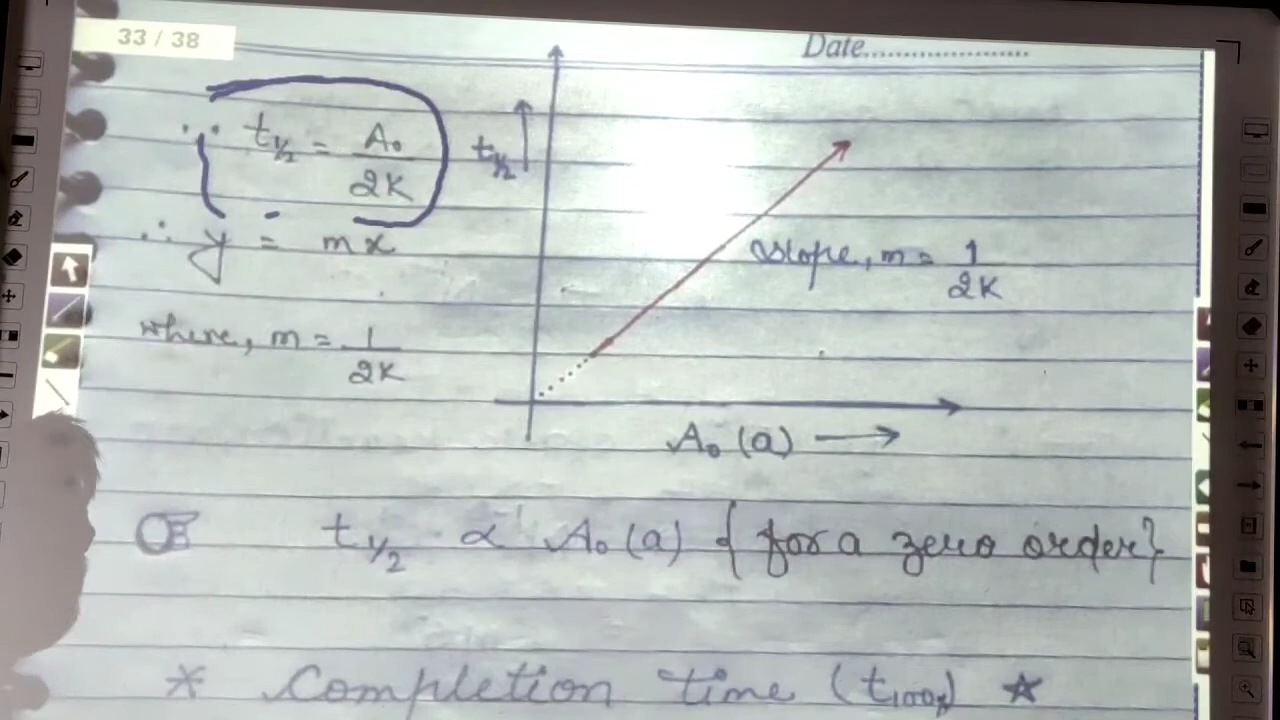 33 / 38
Date....................
∵ t½ = A₀/2K
t½
∴ y = mx
slope, m = 1/2K
where, m = 1/2K
A₀ (a) →
t½ ∝ A₀ (a) { for a zero order}
* Completion time (t₁₀₀%) *